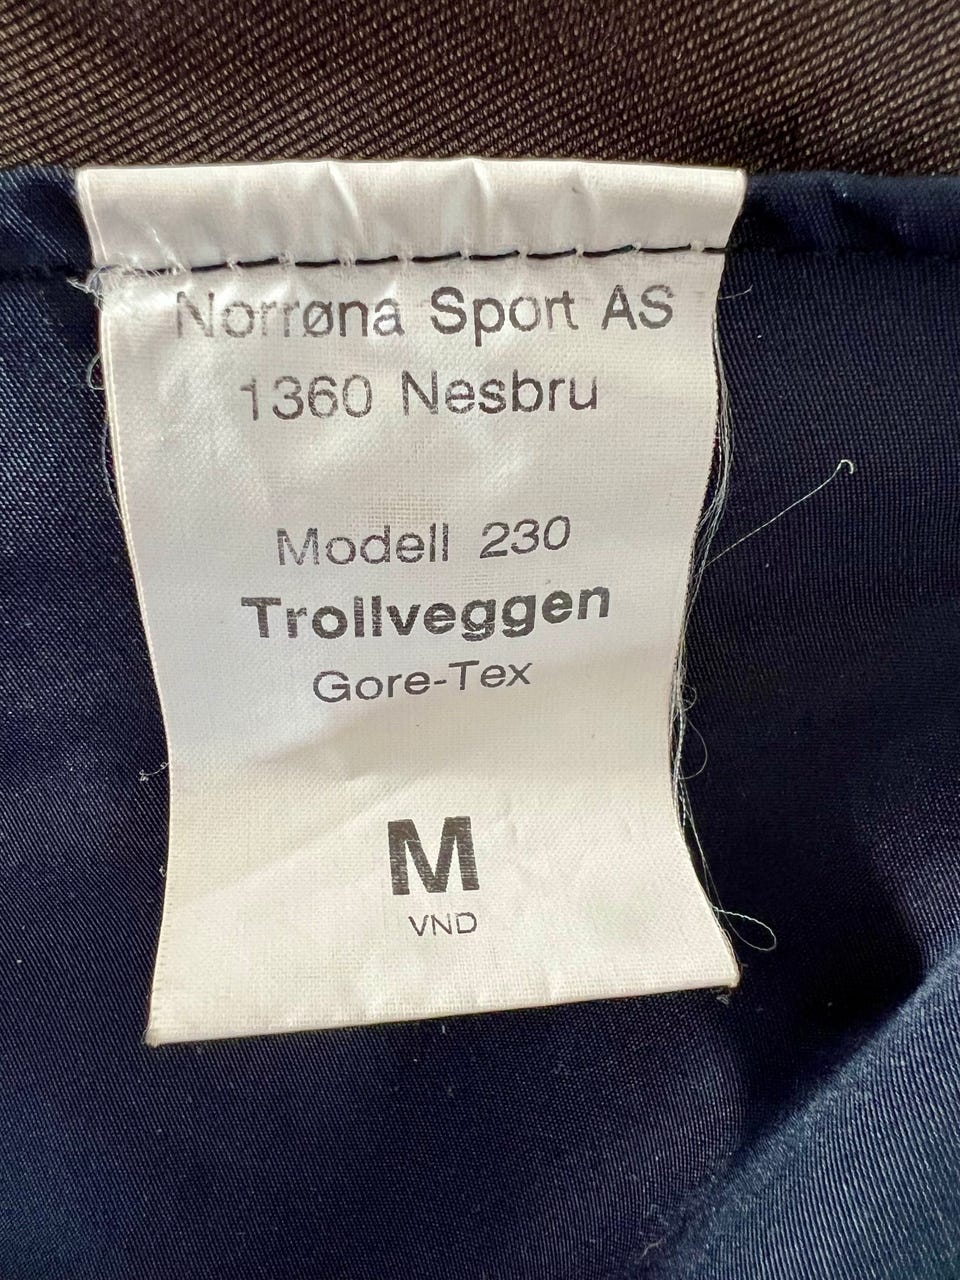 Norrøna Sport AS
1360 Nesbru
Modell 230
Trollveggen
Gore-Tex
M
VND